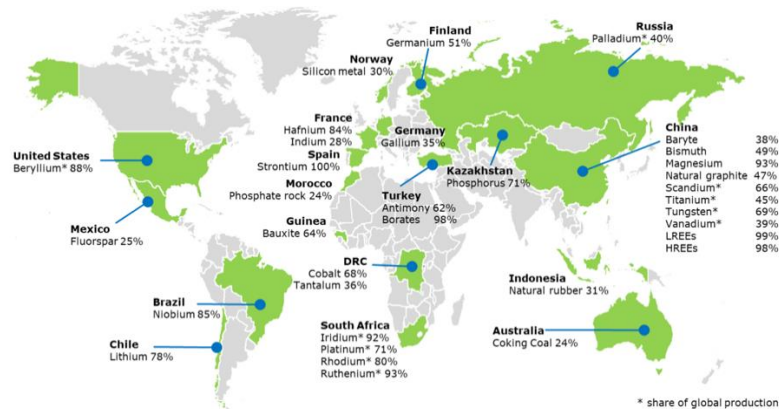 Finland
Germanium 51%
Russia
Palladium* 40%
Norway
Silicon metal 30%
France
Hafnium 84%
Indium 28%
Germany
Gallium 35%
Spain
Strontium 100%
United States
Beryllium* 88%
Kazakhstan
Phosphorus 71%
China
Baryte 38%
Bismuth 49%
Magnesium 93%
Natural graphite 47%
Scandium* 66%
Titanium* 45%
Tungsten* 69%
Vanadium* 39%
LREEs 99%
HREEs 98%
Morocco
Phosphate rock 24%
Turkey
Antimony 62%
Borates 98%
Mexico
Fluorspar 25%
Guinea
Bauxite 64%
DRC
Cobalt 68%
Tantalum 36%
Indonesia
Natural rubber 31%
Brazil
Niobium 85%
Chile
Lithium 78%
South Africa
Iridium* 92%
Platinum* 71%
Rhodium* 80%
Ruthenium* 93%
Australia
Coking Coal 24%
* share of global production